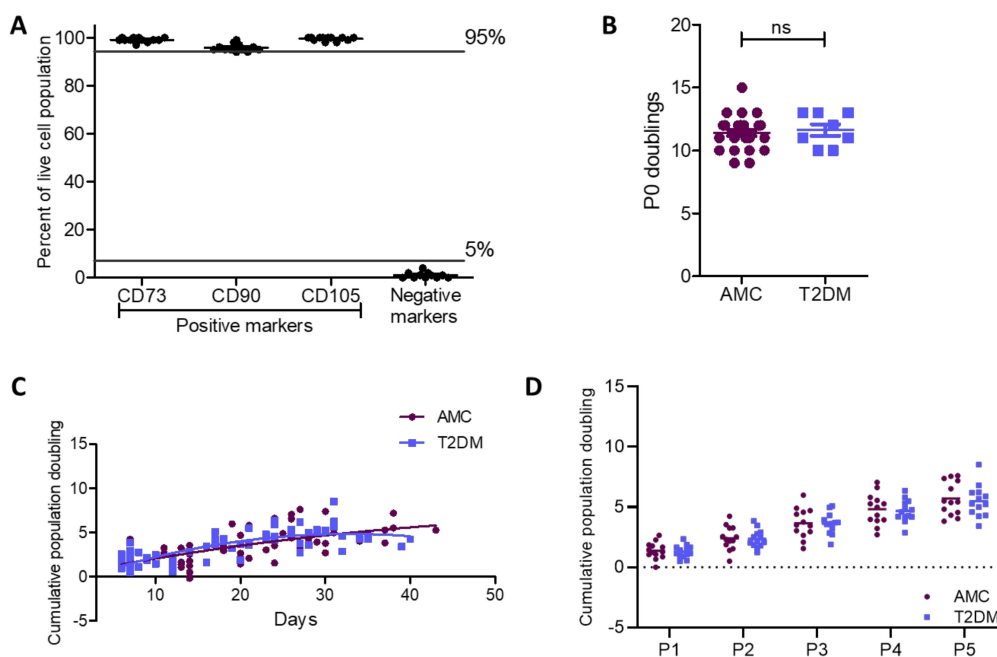 A
Percent of live cell population
100
80
60
40
20
0
95%
5%
CD73 CD90 CD105 Negative
markers
Positive markers
B
P0 doublings
20
15
10
5
0
ns
AMC T2DM
C
Cumulative population doubling
15
10
5
0
-5
10 20 30 40 50
Days
AMC
T2DM
D
Cumulative population doubling
15
10
5
0
-5
P1 P2 P3 P4 P5
AMC
T2DM